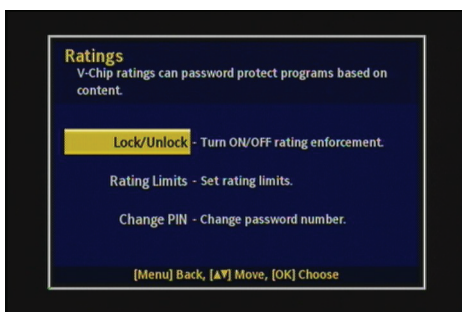 Ratings
V-Chip ratings can password protect programs based on
content.
Lock/Unlock - Turn ON/OFF rating enforcement.
Rating Limits - Set rating limits.
Change PIN - Change password number.
[Menu] Back, [▲▼] Move, [OK] Choose